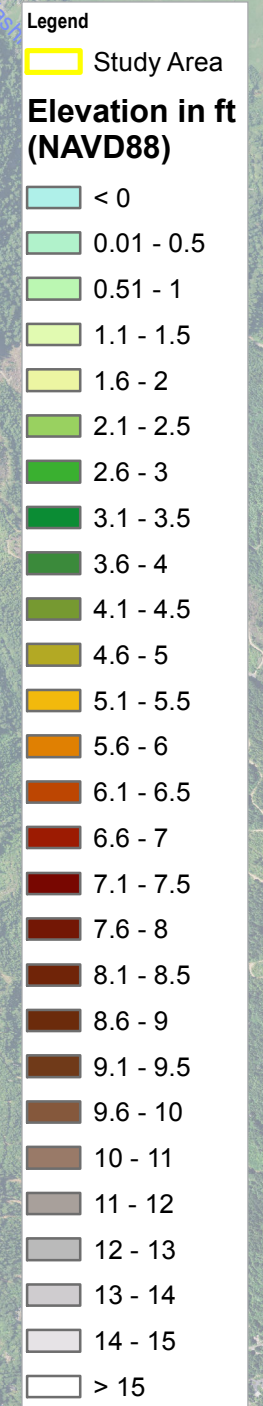 Legend
Study Area
Elevation in ft
(NAVD88)
< 0
0.01 - 0.5
0.51 - 1
1.1 - 1.5
1.6 - 2
2.1 - 2.5
2.6 - 3
3.1 - 3.5
3.6 - 4
4.1 - 4.5
4.6 - 5
5.1 - 5.5
5.6 - 6
6.1 - 6.5
6.6 - 7
7.1 - 7.5
7.6 - 8
8.1 - 8.5
8.6 - 9
9.1 - 9.5
9.6 - 10
10 - 11
11 - 12
12 - 13
13 - 14
14 - 15
> 15